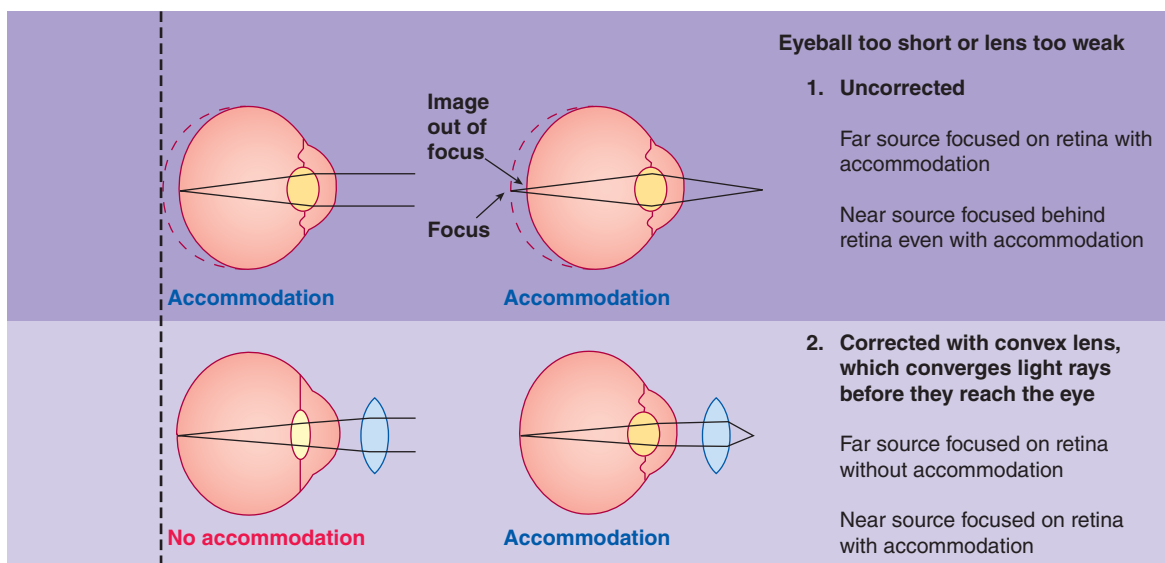 Eyeball too short or lens too weak
1. Uncorrected
Far source focused on retina with
accommodation
Near source focused behind
retina even with accommodation
Image
out of
focus
Focus
Accommodation
Accommodation
2. Corrected with convex lens,
which converges light rays
before they reach the eye
Far source focused on retina
without accommodation
Near source focused on retina
with accommodation
No accommodation
Accommodation